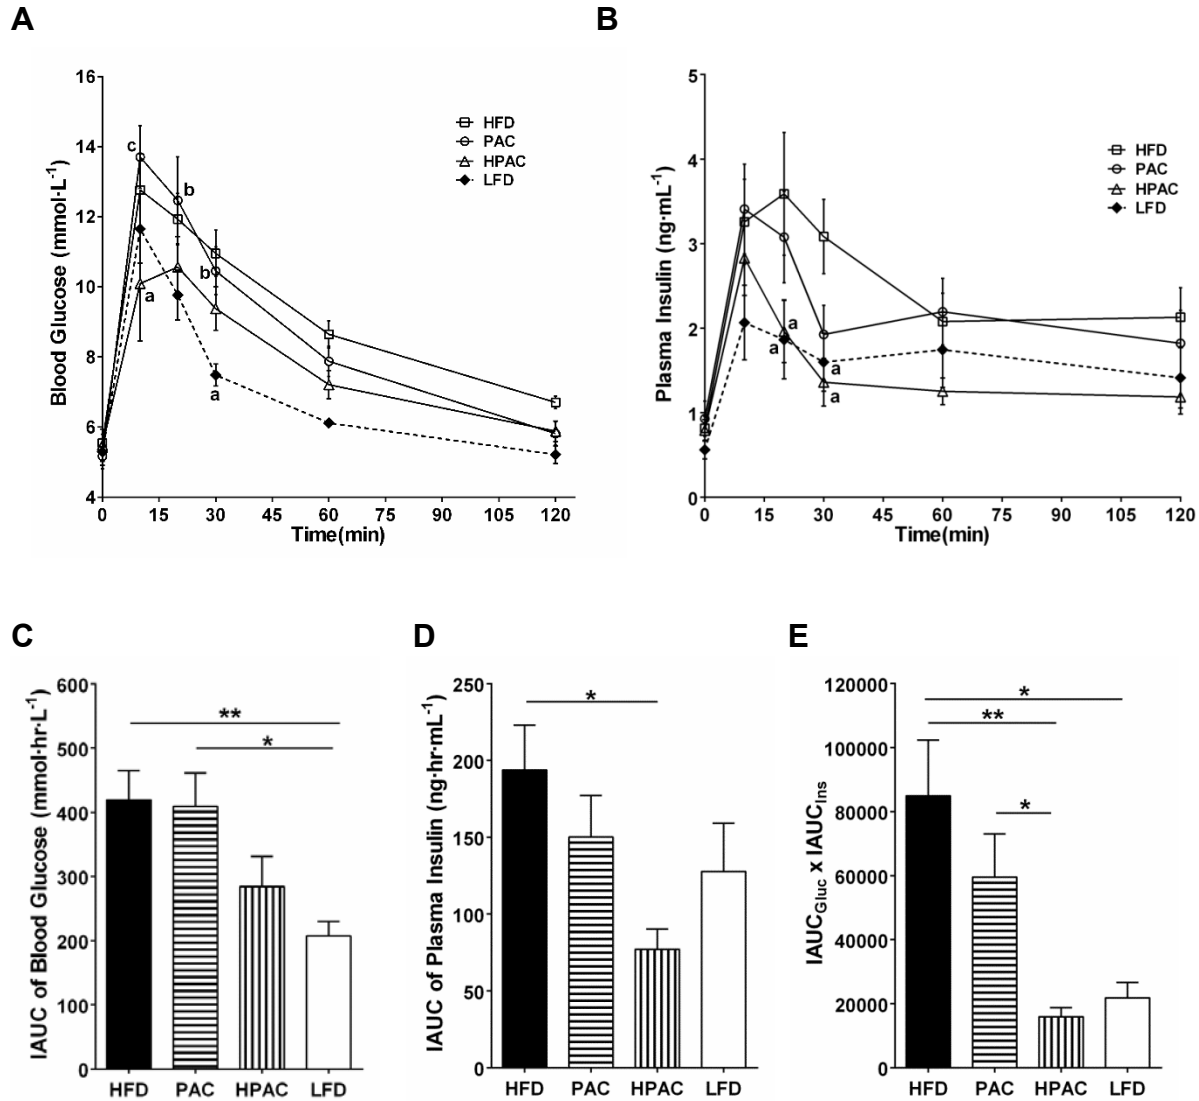 A
Blood Glucose (mmol·L⁻¹)
16
14
12
10
8
6
4
0
15
30
45
60
75
90
105
120
Time(min)
HFD
PAC
HPAC
LFD
c
b
b
a
a
B
Plasma Insulin (ng·mL⁻¹)
5
4
3
2
1
0
0
15
30
45
60
75
90
105
120
Time(min)
HFD
PAC
HPAC
LFD
a
a
a
a
C
IAUC of Blood Glucose (mmol·hr·L⁻¹)
600
500
400
300
200
100
0
**
*
HFD
PAC
HPAC
LFD
D
IAUC of Plasma Insulin (ng·hr·mL⁻¹)
250
200
150
100
50
0
*
HFD
PAC
HPAC
LFD
E
IAUC_Gluc x IAUC_Ins
120000
100000
80000
60000
40000
20000
0
*
**
*
HFD
PAC
HPAC
LFD